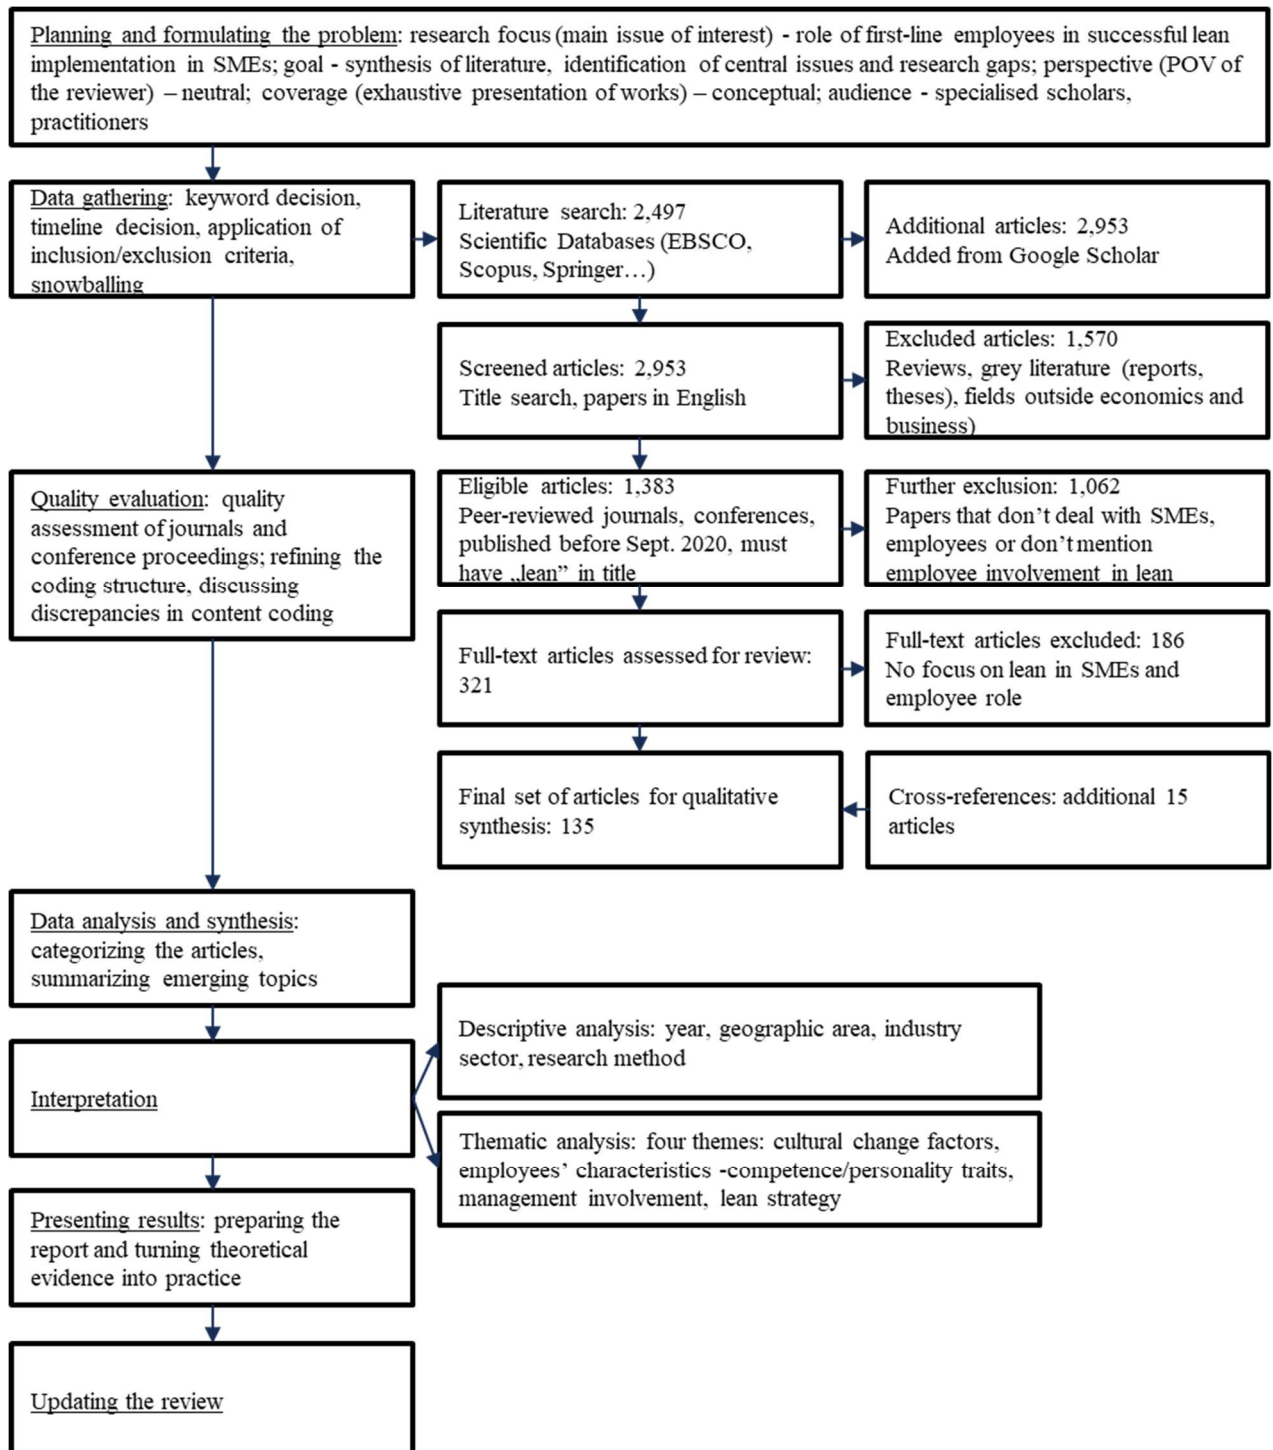 Planning and formulating the problem: research focus (main issue of interest) - role of first-line employees in successful lean
implementation in SMEs; goal - synthesis of literature, identification of central issues and research gaps; perspective (POV of
the reviewer) – neutral; coverage (exhaustive presentation of works) – conceptual; audience - specialised scholars,
practitioners
Data gathering: keyword decision,
timeline decision, application of
inclusion/exclusion criteria,
snowballing
Literature search: 2,497
Scientific Databases (EBSCO,
Scopus, Springer…)
Additional articles: 2,953
Added from Google Scholar
Screened articles: 2,953
Title search, papers in English
Excluded articles: 1,570
Reviews, grey literature (reports,
theses), fields outside economics and
business)
Quality evaluation: quality
assessment of journals and
conference proceedings; refining the
coding structure, discussing
discrepancies in content coding
Eligible articles: 1,383
Peer-reviewed journals, conferences,
published before Sept. 2020, must
have „lean” in title
Further exclusion: 1,062
Papers that don’t deal with SMEs,
employees or don’t mention
employee involvement in lean
Full-text articles assessed for review:
321
Full-text articles excluded: 186
No focus on lean in SMEs and
employee role
Final set of articles for qualitative
synthesis: 135
Cross-references: additional 15
articles
Data analysis and synthesis:
categorizing the articles,
summarizing emerging topics
Interpretation
Descriptive analysis: year, geographic area, industry
sector, research method
Thematic analysis: four themes: cultural change factors,
employees’ characteristics -competence/personality traits,
management involvement, lean strategy
Presenting results: preparing the
report and turning theoretical
evidence into practice
Updating the review